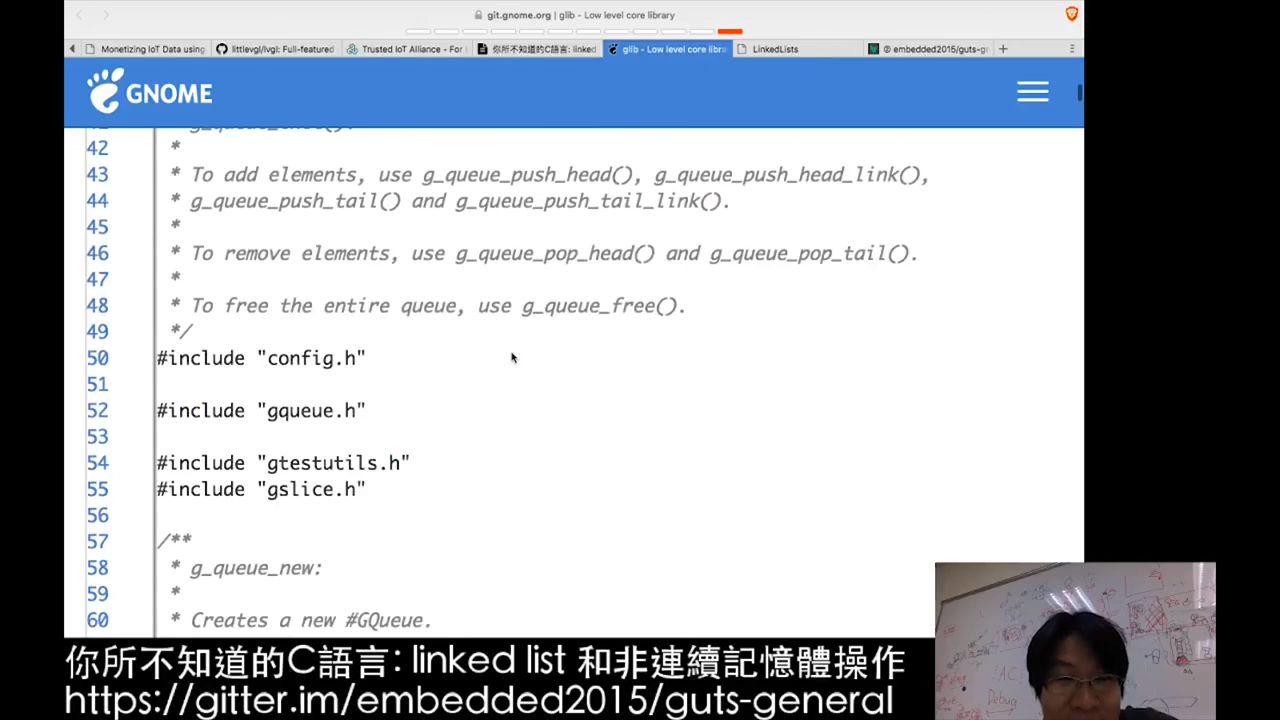 git.gnome.org | glib - Low level core library
Monetizing IoT Data using
littlevgl/lvgl: Full-featured
Trusted IoT Alliance - For
你所不知道的C語言: linked
glib - Low level core libra
LinkedLists
@ embedded2015/guts-ge
GNOME
42 *
43 * To add elements, use g_queue_push_head(), g_queue_push_head_link(),
44 * g_queue_push_tail() and g_queue_push_tail_link().
45 *
46 * To remove elements, use g_queue_pop_head() and g_queue_pop_tail().
47 *
48 * To free the entire queue, use g_queue_free().
49 */
50 #include "config.h"
51
52 #include "gqueue.h"
53
54 #include "gtestutils.h"
55 #include "gslice.h"
56
57 /**
58 * g_queue_new:
59 *
60 * Creates a new #GQueue.
Debug
你所不知道的C語言: linked list 和非連續記憶體操作
https://gitter.im/embedded2015/guts-general